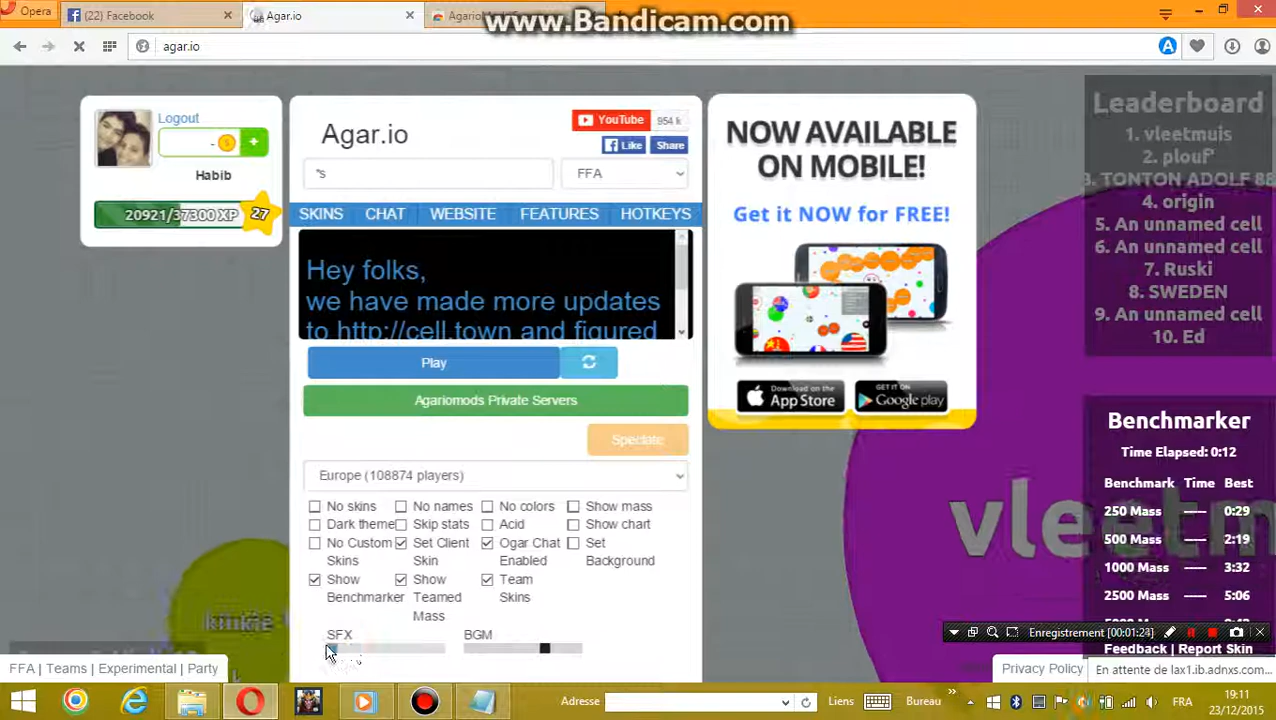 Opera
(22) Facebook
Agar.io
www.Bandicam.com
agar.io
Logout
Habib
20921/37300 XP
27
Agar.io
YouTube
954 k
Like
Share
"s
FFA
SKINS
CHAT
WEBSITE
FEATURES
HOTKEYS
Hey folks,
we have made more updates
to http://cell.town and figured
Play
Agariomods Private Servers
Spectate
Europe (108874 players)
No skins
No names
No colors
Show mass
Dark theme
Skip stats
Acid
Show chart
No Custom Skins
Set Client Skin
Ogar Chat Enabled
Set Background
Show Benchmarker
Show Teamed Mass
Team Skins
SFX
BGM
NOW AVAILABLE
ON MOBILE!
Get it NOW for FREE!
Download on the
App Store
GET IT ON
Google play
Leaderboard
1. vleetmuis
2. plouf'
3. TONTON ADOLF 88
4. origin
5. An unnamed cell
6. An unnamed cell
7. Ruski
8. SWEDEN
9. An unnamed cell
10. Ed
Benchmarker
Time Elapsed: 0:12
Benchmark Time Best
250 Mass —— 0:29
500 Mass —— 2:19
1000 Mass —— 3:32
2500 Mass —— 5:06
Enregistrement [00:01:28]
Feedback | Report Skin
FFA | Teams | Experimental | Party
Privacy Policy
En attente de lax1.ib.adnxs.com...
Adresse
Liens
Bureau
FRA
19:11
23/12/2015